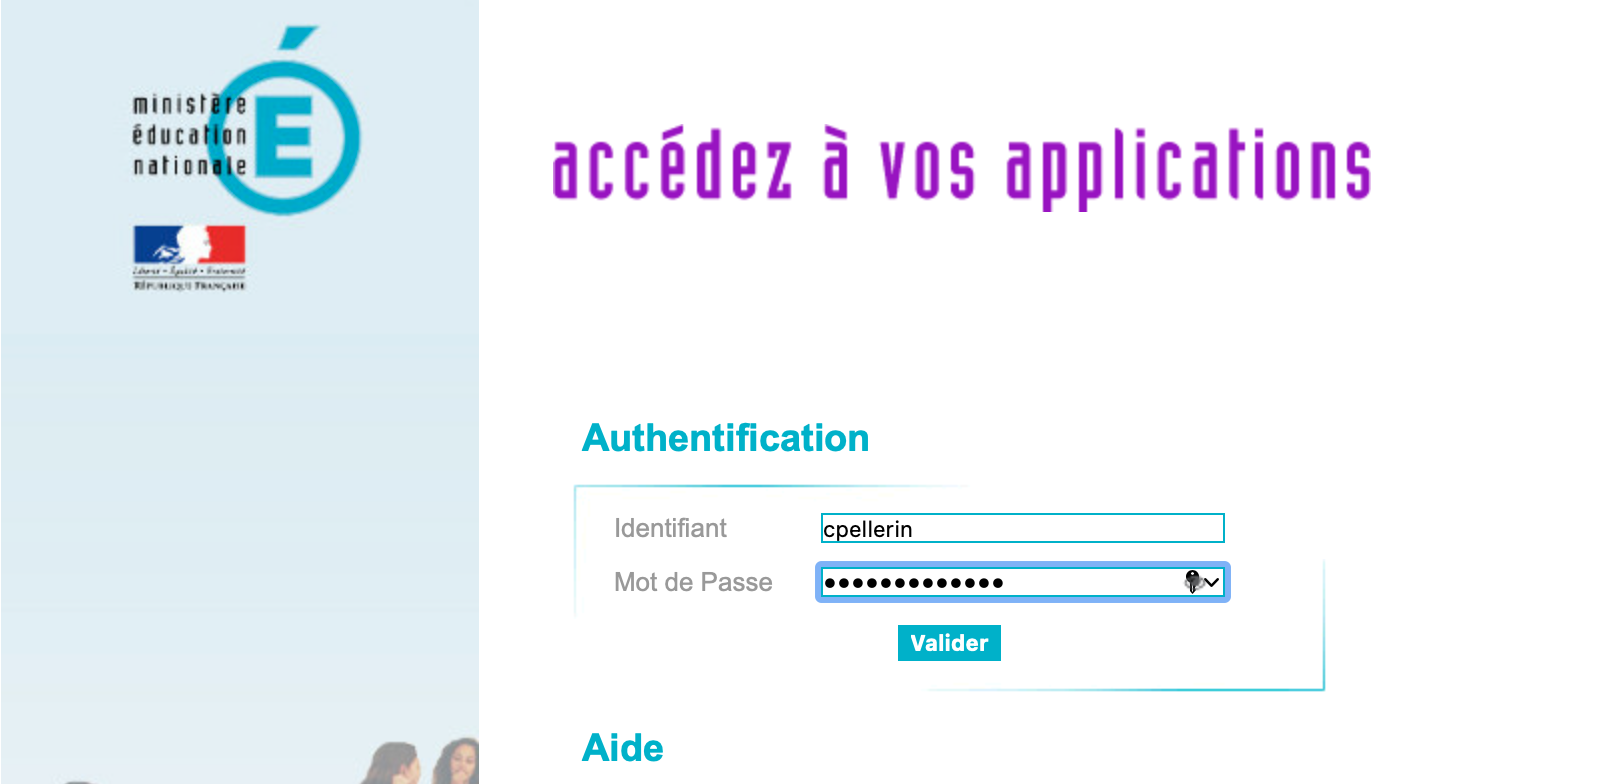 ministère
éducation
nationale
Liberté • Égalité • Fraternité
RÉPUBLIQUE FRANÇAISE
accédez à vos applications
Authentification
Identifiant
cpellerin
Mot de Passe
•••••••••••••
Valider
Aide